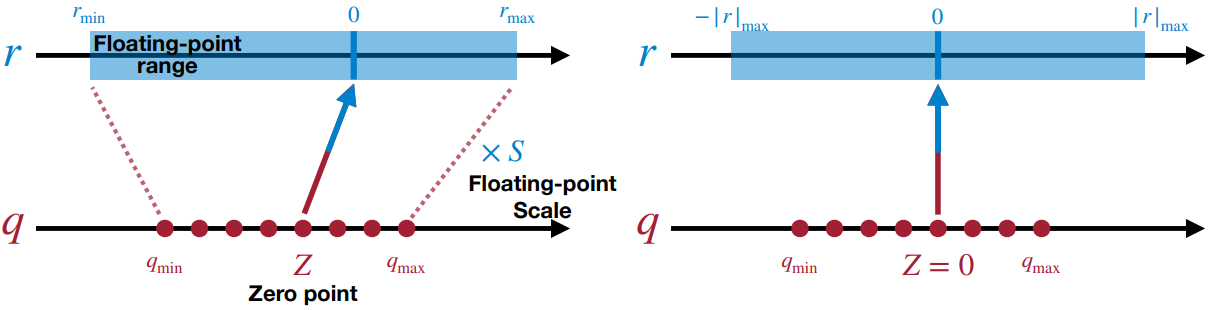 r_min 0 r_max
r Floating-point
range
× S
Floating-point
Scale
q
q_min Z q_max
Zero point
−|r|_max 0 |r|_max
r
q
q_min Z = 0 q_max